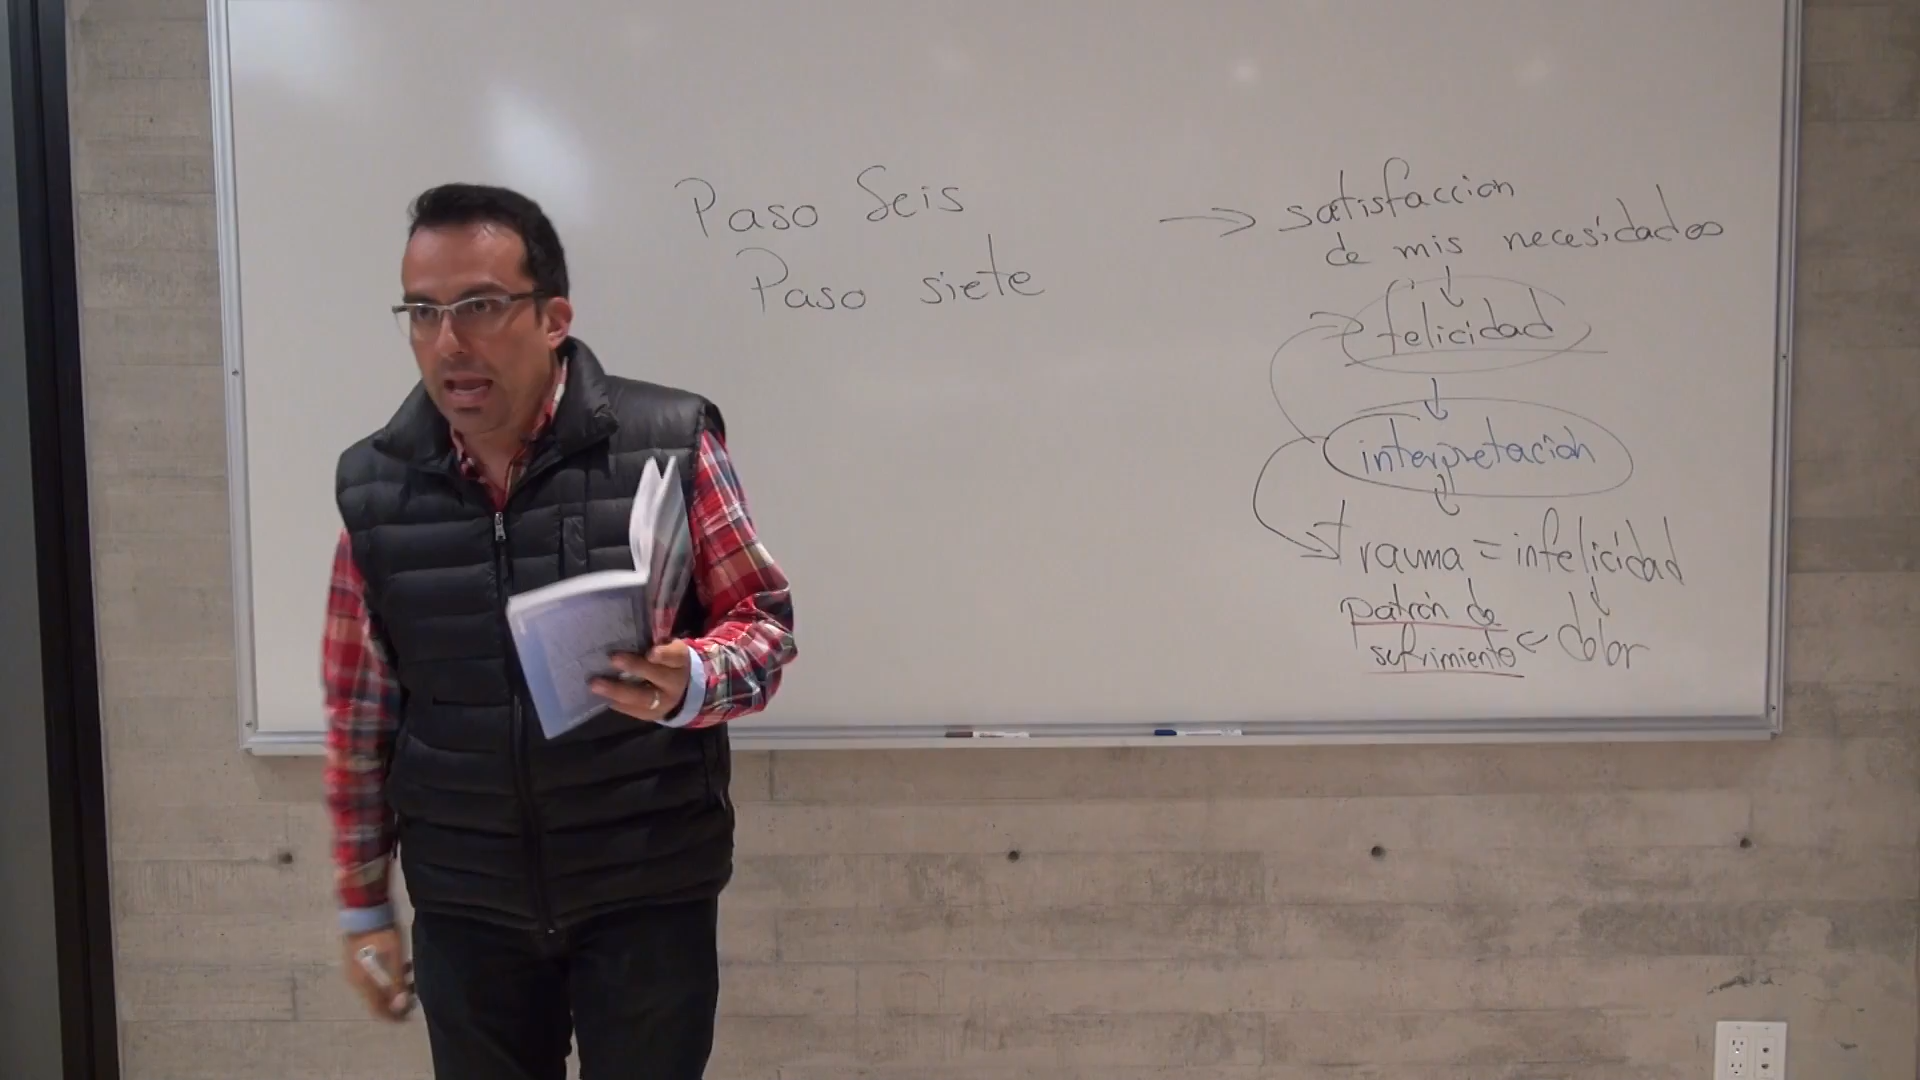 Paso Seis
Paso siete
→ satisfaccion
de mis necesidades
↓
felicidad
↓
interpretación
↓
trauma = infelicidad
↓
patrón de
sufrimiento ← dolor